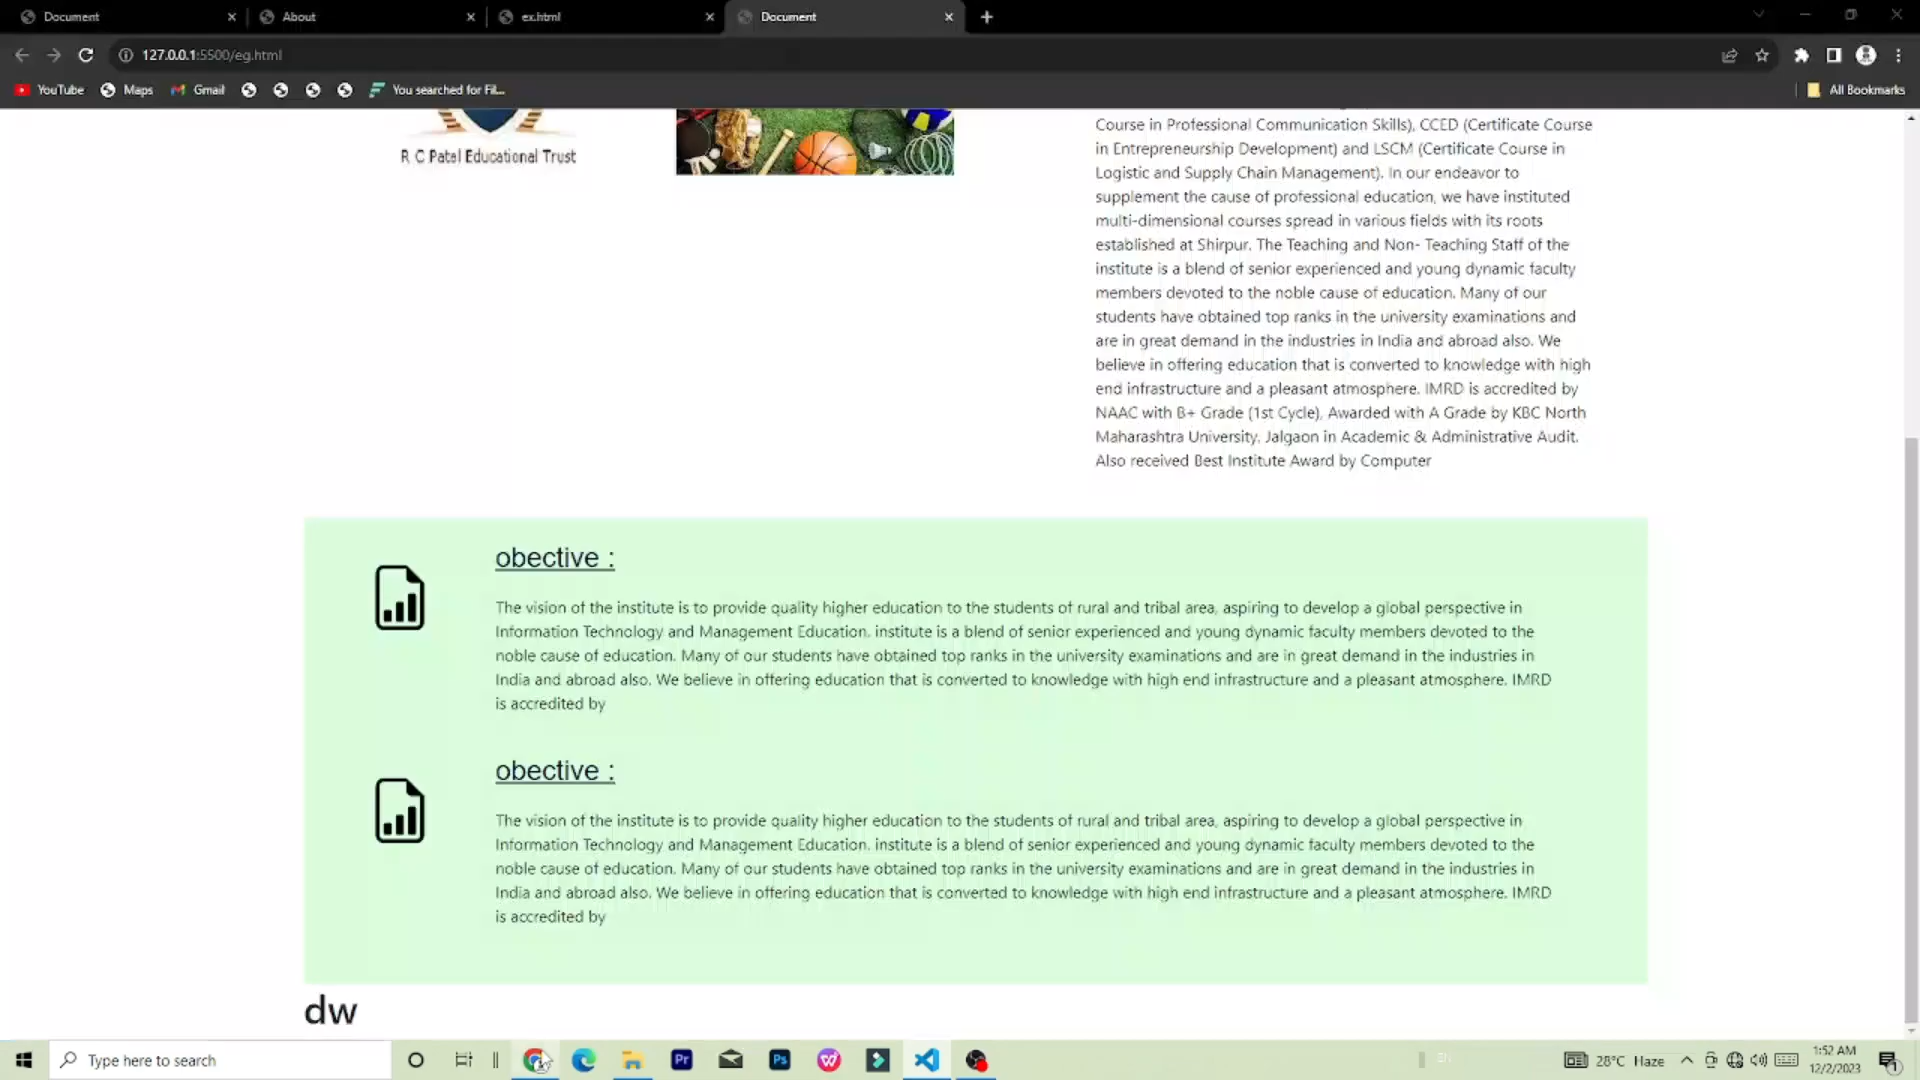 Document
About
ex.html
Document
127.0.0.1:5500/eg.html
YouTube
Maps
Gmail
You searched for Fil...
All Bookmarks
R C Patel Educational Trust
Course in Professional Communication Skills), CCED (Certificate Course
in Entrepreneurship Development) and LSCM (Certificate Course in
Logistic and Supply Chain Management). In our endeavor to
supplement the cause of professional education, we have instituted
multi-dimensional courses spread in various fields with its roots
established at Shirpur. The Teaching and Non- Teaching Staff of the
institute is a blend of senior experienced and young dynamic faculty
members devoted to the noble cause of education. Many of our
students have obtained top ranks in the university examinations and
are in great demand in the industries in India and abroad also. We
believe in offering education that is converted to knowledge with high
end infrastructure and a pleasant atmosphere. IMRD is accredited by
NAAC with B+ Grade (1st Cycle), Awarded with A Grade by KBC North
Maharashtra University, Jalgaon in Academic & Administrative Audit.
Also received Best Institute Award by Computer
obective :
The vision of the institute is to provide quality higher education to the students of rural and tribal area, aspiring to develop a global perspective in
Information Technology and Management Education. institute is a blend of senior experienced and young dynamic faculty members devoted to the
noble cause of education. Many of our students have obtained top ranks in the university examinations and are in great demand in the industries in
India and abroad also. We believe in offering education that is converted to knowledge with high end infrastructure and a pleasant atmosphere. IMRD
is accredited by
obective :
The vision of the institute is to provide quality higher education to the students of rural and tribal area, aspiring to develop a global perspective in
Information Technology and Management Education. institute is a blend of senior experienced and young dynamic faculty members devoted to the
noble cause of education. Many of our students have obtained top ranks in the university examinations and are in great demand in the industries in
India and abroad also. We believe in offering education that is converted to knowledge with high end infrastructure and a pleasant atmosphere. IMRD
is accredited by
dw
Type here to search
Pr
Ps
EN
28°C Haze
1:52 AM
12/2/2023
1